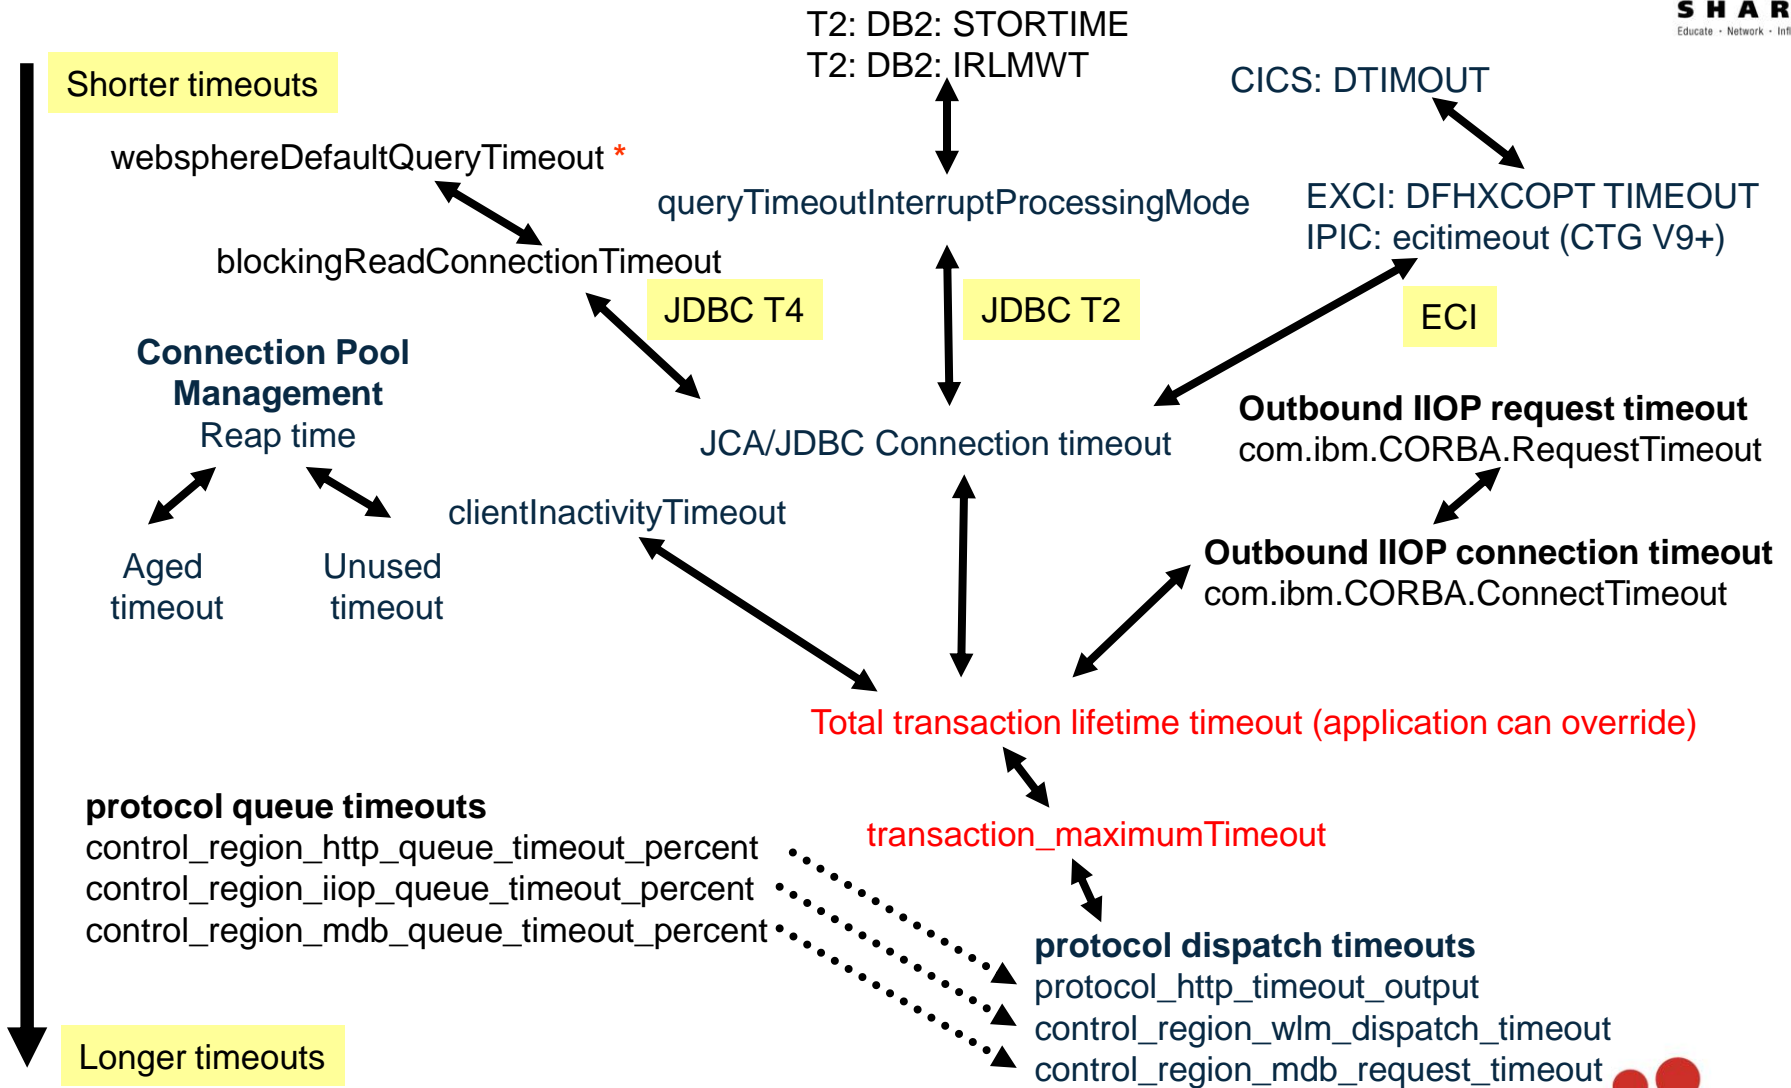 T2: DB2: STORTIME
T2: DB2: IRLMWT
SHAR
Educate · Network · Infl
Shorter timeouts
CICS: DTIMOUT
websphereDefaultQueryTimeout *
queryTimeoutInterruptProcessingMode
EXCI: DFHXCOPT TIMEOUT
IPIC: ecitimeout (CTG V9+)
blockingReadConnectionTimeout
JDBC T4
JDBC T2
ECI
Connection Pool
Management
Reap time
JCA/JDBC Connection timeout
Outbound IIOP request timeout
com.ibm.CORBA.RequestTimeout
clientInactivityTimeout
Aged
timeout
Unused
timeout
Outbound IIOP connection timeout
com.ibm.CORBA.ConnectTimeout
Total transaction lifetime timeout (application can override)
protocol queue timeouts
control_region_http_queue_timeout_percent
control_region_iiop_queue_timeout_percent
control_region_mdb_queue_timeout_percent
transaction_maximumTimeout
protocol dispatch timeouts
protocol_http_timeout_output
control_region_wlm_dispatch_timeout
control_region_mdb_request_timeout
Longer timeouts